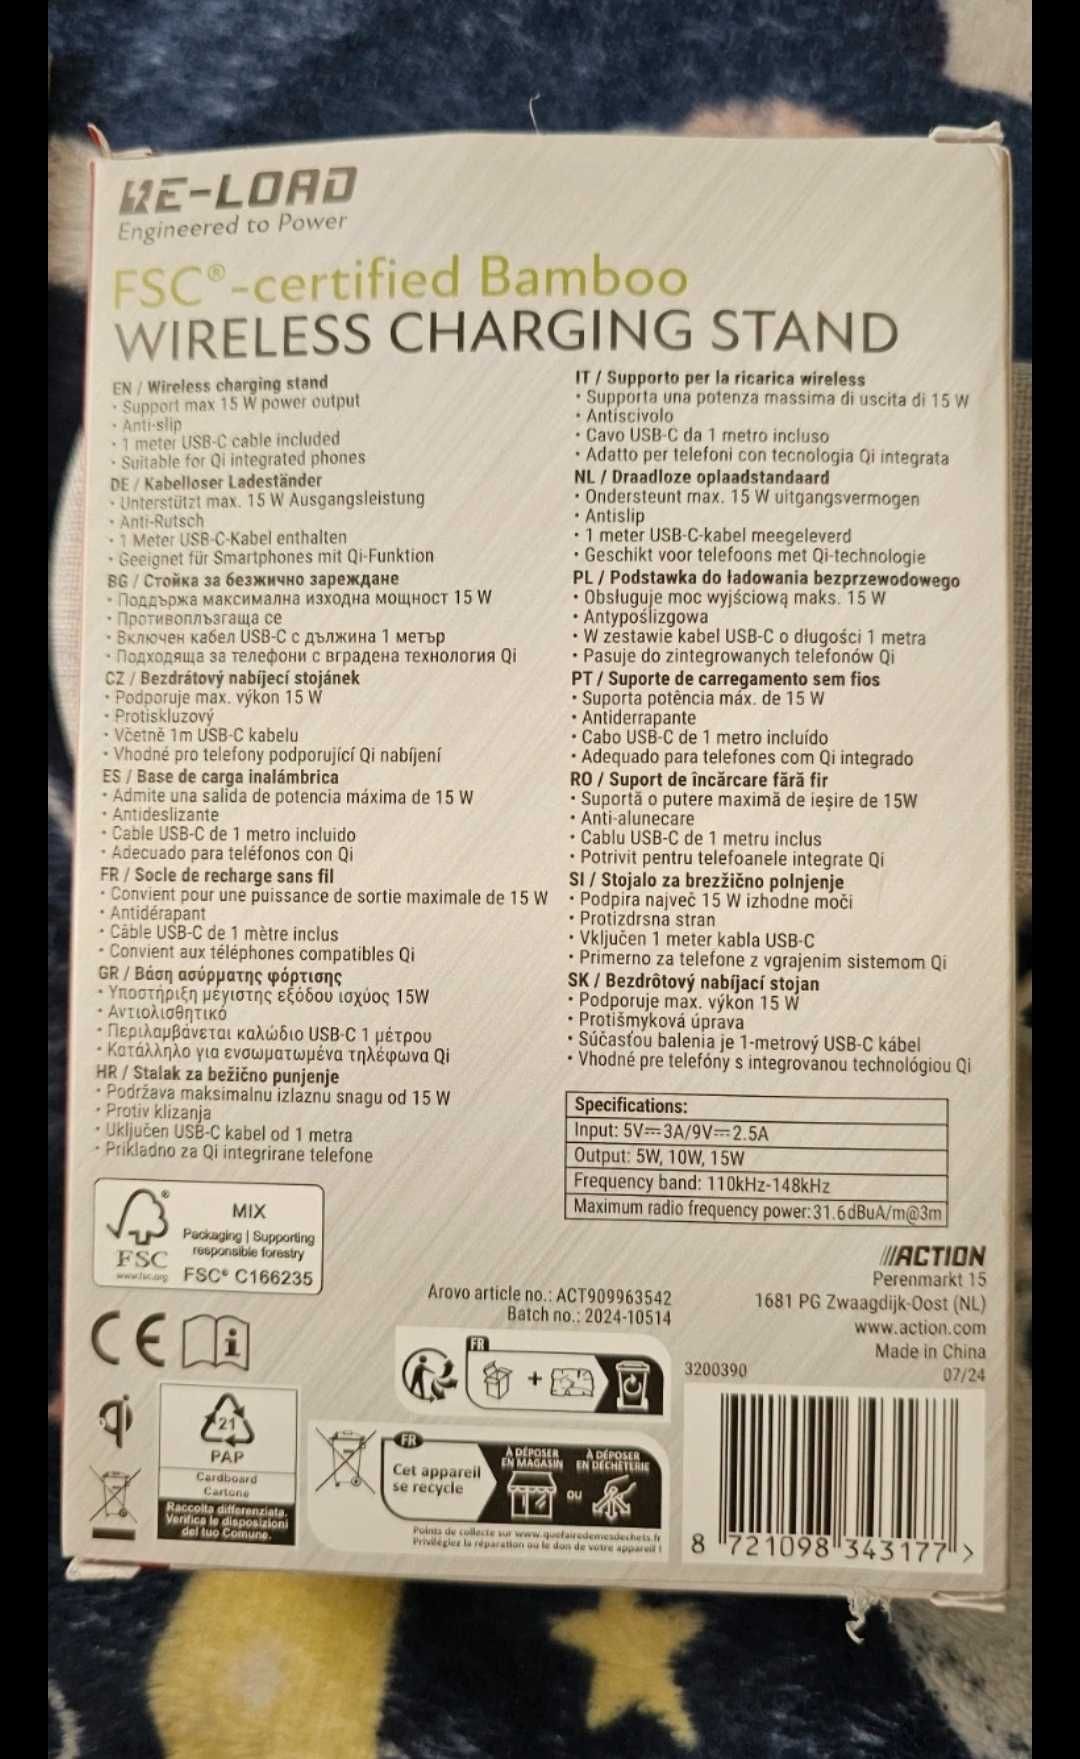 RE-LOAD
Engineered to Power
FSC®-certified Bamboo
WIRELESS CHARGING STAND
EN / Wireless charging stand
• Support max 15 W power output
• Anti-slip
• 1 meter USB-C cable included
• Suitable for Qi integrated phones
DE / Kabelloser Ladeständer
• Unterstützt max. 15 W Ausgangsleistung
• Anti-Rutsch
• 1 Meter USB-C-Kabel enthalten
• Geeignet für Smartphones mit Qi-Funktion
BG / Стойка за безжично зареждане
• Поддържа максимална изходна мощност 15 W
• Противоплъзгаща се
• Включен кабел USB-C с дължина 1 метър
• Подходяща за телефони с вградена технология Qi
CZ / Bezdrátový nabíjecí stojánek
• Podporuje max. výkon 15 W
• Protiskluzový
• Včetně 1m USB-C kabelu
• Vhodné pro telefony podporující Qi nabíjení
ES / Base de carga inalámbrica
• Admite una salida de potencia máxima de 15 W
• Antideslizante
• Cable USB-C de 1 metro incluido
• Adecuado para teléfonos con Qi
FR / Socle de recharge sans fil
• Convient pour une puissance de sortie maximale de 15 W
• Antidérapant
• Câble USB-C de 1 mètre inclus
• Convient aux téléphones compatibles Qi
GR / Βάση ασύρματης φόρτισης
• Υποστήριξη μέγιστης εξόδου ισχύος 15W
• Αντιολισθητικό
• Περιλαμβάνεται καλώδιο USB-C 1 μέτρου
• Κατάλληλο για ενσωματωμένα τηλέφωνα Qi
HR / Stalak za bežično punjenje
• Podržava maksimalnu izlaznu snagu od 15 W
• Protiv klizanja
• Uključen USB-C kabel od 1 metra
• Prikladno za Qi integrirane telefone
IT / Supporto per la ricarica wireless
• Supporta una potenza massima di uscita di 15 W
• Antiscivolo
• Cavo USB-C da 1 metro incluso
• Adatto per telefoni con tecnologia Qi integrata
NL / Draadloze oplaadstandaard
• Ondersteunt max. 15 W uitgangsvermogen
• Antislip
• 1 meter USB-C-kabel meegeleverd
• Geschikt voor telefoons met Qi-technologie
PL / Podstawka do ładowania bezprzewodowego
• Obsługuje moc wyjściową maks. 15 W
• Antypoślizgowa
• W zestawie kabel USB-C o długości 1 metra
• Pasuje do zintegrowanych telefonów Qi
PT / Suporte de carregamento sem fios
• Suporta potência máx. de 15 W
• Antiderrapante
• Cabo USB-C de 1 metro incluído
• Adequado para telefones com Qi integrado
RO / Suport de încărcare fără fir
• Suportă o putere maximă de ieșire de 15W
• Anti-alunecare
• Cablu USB-C de 1 metru inclus
• Potrivit pentru telefoanele integrate Qi
SI / Stojalo za brezžično polnjenje
• Podpira največ 15 W izhodne moči
• Protizdrsna stran
• Vključen 1 meter kabla USB-C
• Primerno za telefone z vgrajenim sistemom Qi
SK / Bezdrôtový nabíjací stojan
• Podporuje max. výkon 15 W
• Protišmyková úprava
• Súčasťou balenia je 1-metrový USB-C kábel
• Vhodné pre telefóny s integrovanou technológiou Qi
Specifications:
Input: 5V⎓3A/9V⎓2.5A
Output: 5W, 10W, 15W
Frequency band: 110kHz-148kHz
Maximum radio frequency power:31.6dBuA/m@3m
FSC
www.fsc.org
MIX
Packaging | Supporting
responsible forestry
FSC® C166235
CE
qi
21
PAP
Cardboard
Cartone
Raccolta differenziata.
Verifica le disposizioni
del tuo Comune.
Arovo article no.: ACT909963542
Batch no.: 2024-10514
FR
+
FR
Cet appareil
se recycle
À DÉPOSER
EN MAGASIN
OU
À DÉPOSER
EN DÉCHÈTERIE
Points de collecte sur www.quefairedemesdechets.fr
Privilégiez la réparation ou le don de votre appareil !
ACTION
Perenmarkt 15
1681 PG Zwaagdijk-Oost (NL)
www.action.com
Made in China
07/24
3200390
8 721098 343177 >